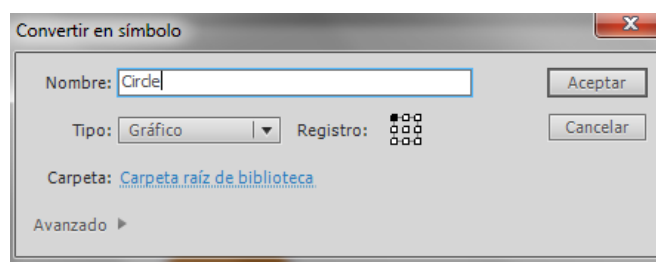 Convertir en símbolo
Nombre: Circle Aceptar
Tipo: Gráfico Registro: Cancelar
Carpeta: Carpeta raíz de biblioteca
Avanzado